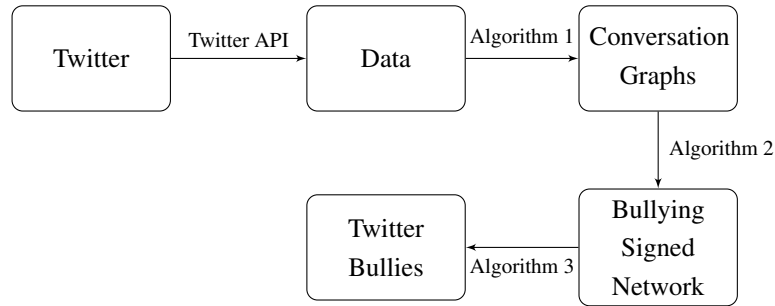 Twitter
Twitter API
Data
Algorithm 1
Conversation
Graphs
Algorithm 2
Bullying
Signed
Network
Algorithm 3
Twitter
Bullies